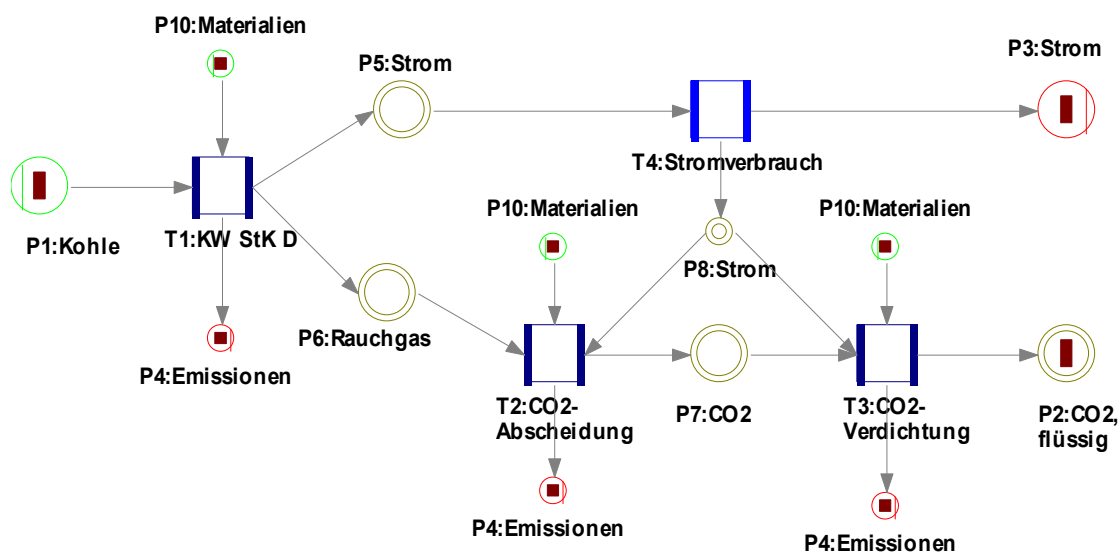 P10:Materialien
P3:Strom
P5:Strom
T4:Stromverbrauch
P10:Materialien
P10:Materialien
P1:Kohle
T1:KW StK D
P8:Strom
P6:Rauchgas
P4:Emissionen
T2:CO2-
Abscheidung
P7:CO2
T3:CO2-
Verdichtung
P2:CO2,
flüssig
P4:Emissionen
P4:Emissionen